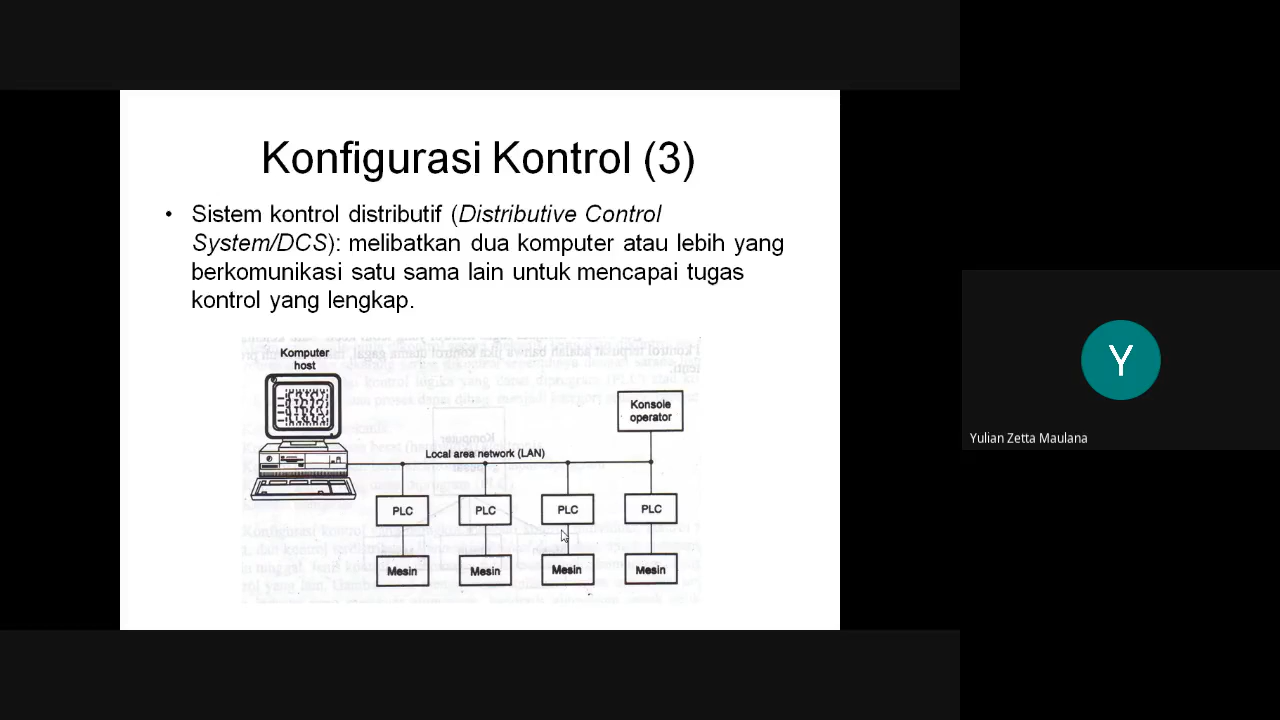 Konfigurasi Kontrol (3)
• Sistem kontrol distributif (Distributive Control
System/DCS): melibatkan dua komputer atau lebih yang
berkomunikasi satu sama lain untuk mencapai tugas
kontrol yang lengkap.
Komputer
host
Konsole
operator
Local area network (LAN)
PLC
PLC
PLC
PLC
Mesin
Mesin
Mesin
Mesin
Y
Yulian Zetta Maulana